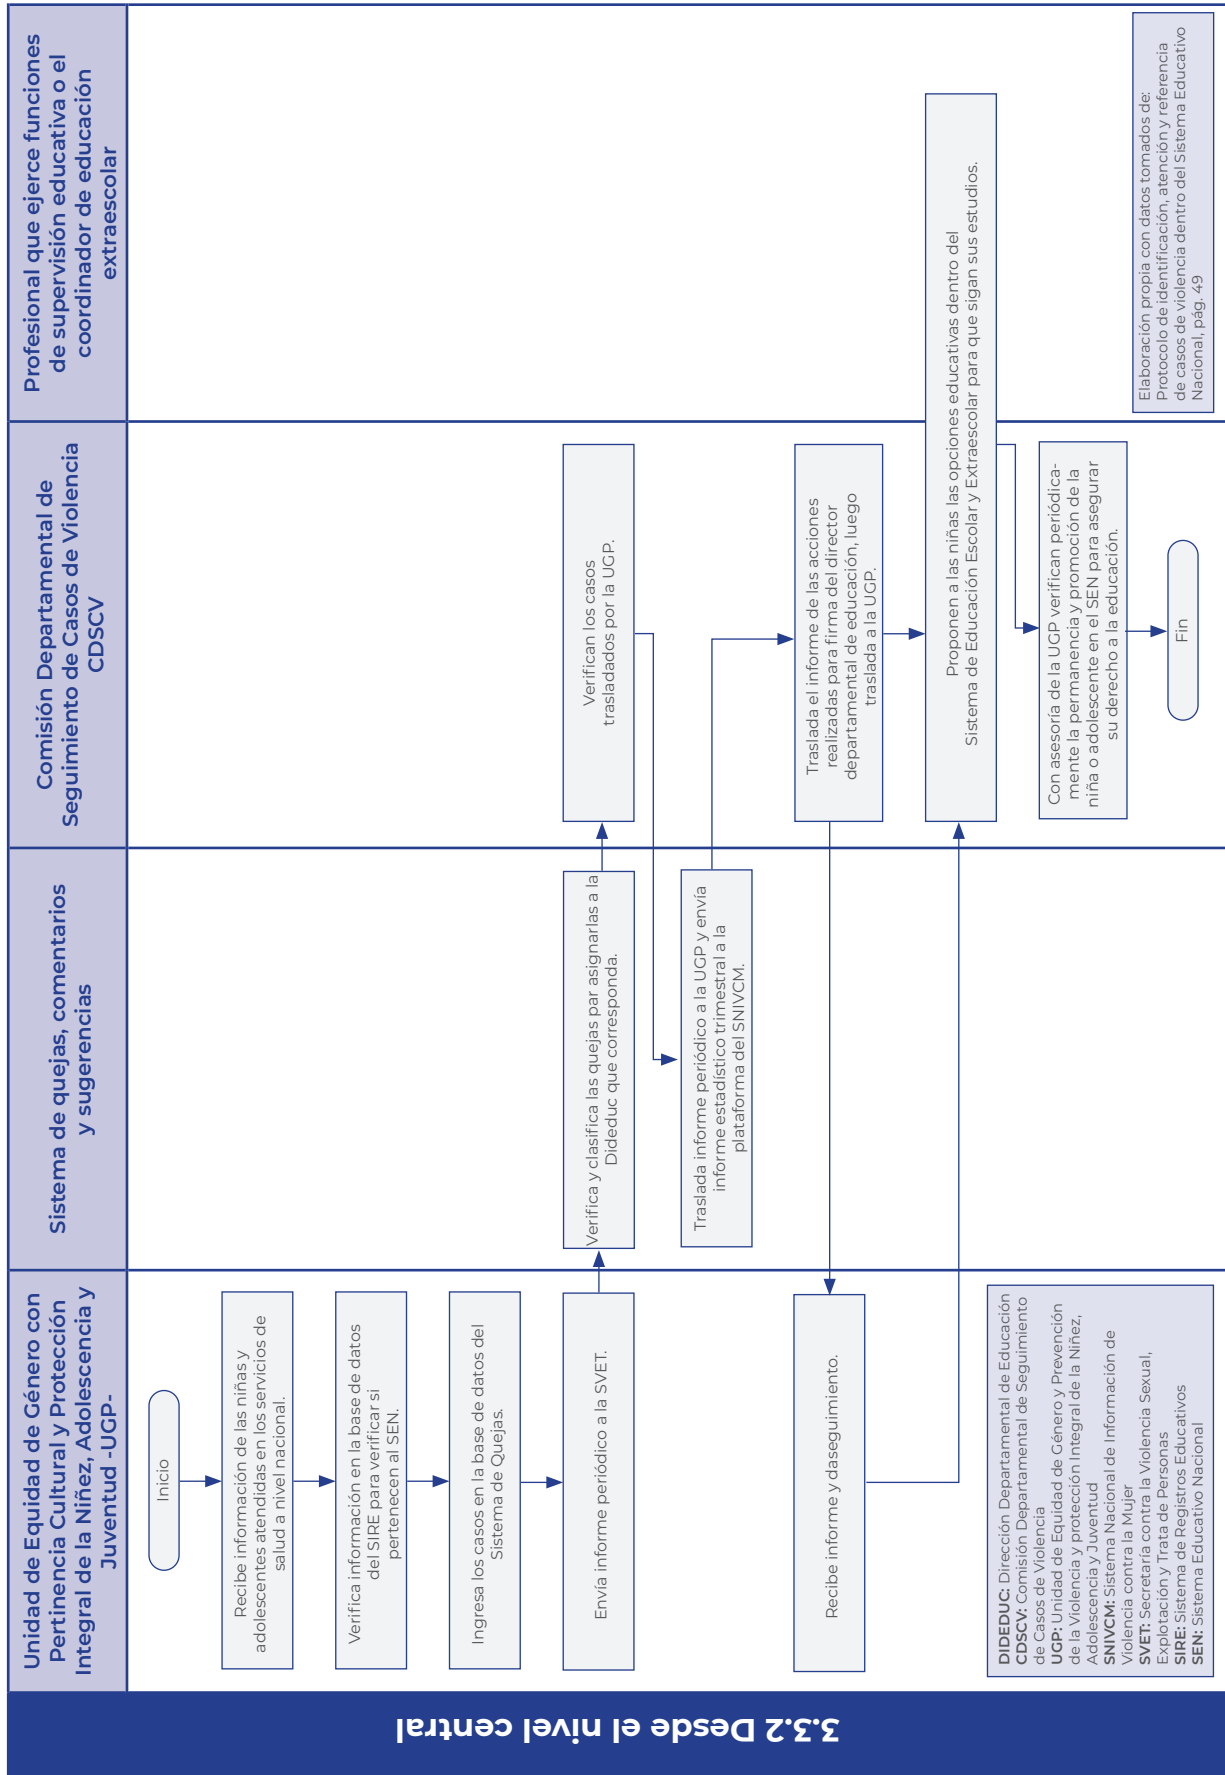 3.3.2 Desde el nivel central
Unidad de Equidad de Género con
Pertinencia Cultural y Protección
Integral de la Niñez, Adolescencia y
Juventud -UGP-
Sistema de quejas, comentarios
y sugerencias
Comisión Departamental de
Seguimiento de Casos de Violencia
CDSCV
Profesional que ejerce funciones
de supervisión educativa o el
coordinador de educación
extraescolar
Inicio
Recibe información de las niñas y
adolescentes atendidas en los servicios de
salud a nivel nacional.
Verifica información en la base de datos
del SIRE para verificar si
pertenecen al SEN.
Ingresa los casos en la base de datos del
Sistema de Quejas.
Envía informe periódico a la SVET.
Verifica y clasifica las quejas par asignarlas a la
Dideduc que corresponda.
Verifican los casos
trasladados por la UGP.
Traslada informe periódico a la UGP y envía
informe estadístico trimestral a la
plataforma del SNIVCM.
Traslada el informe de las acciones
realizadas para firma del director
departamental de educación, luego
traslada a la UGP.
Recibe informe y daseguimiento.
Proponen a las niñas las opciones educativas dentro del
Sistema de Educación Escolar y Extraescolar para que sigan sus estudios.
Con asesoría de la UGP verifican periódica-
mente la permanencia y promoción de la
niña o adolescente en el SEN para asegurar
su derecho a la educación.
Fin
DIDEDUC: Dirección Departamental de Educación
CDSCV: Comisión Departamental de Seguimiento
de Casos de Violencia
UGP: Unidad de Equidad de Género y Prevención
de la Violencia y protección Integral de la Niñez,
Adolescencia y Juventud
SNIVCM: Sistema Nacional de Información de
Violencia contra la Mujer
SVET: Secretaría contra la Violencia Sexual,
Explotación y Trata de Personas
SIRE: Sistema de Registros Educativos
SEN: Sistema Educativo Nacional
Elaboración propia con datos tomados de:
Protocolo de identificación, atención y referencia
de casos de violencia dentro del Sistema Educativo
Nacional, pág. 49